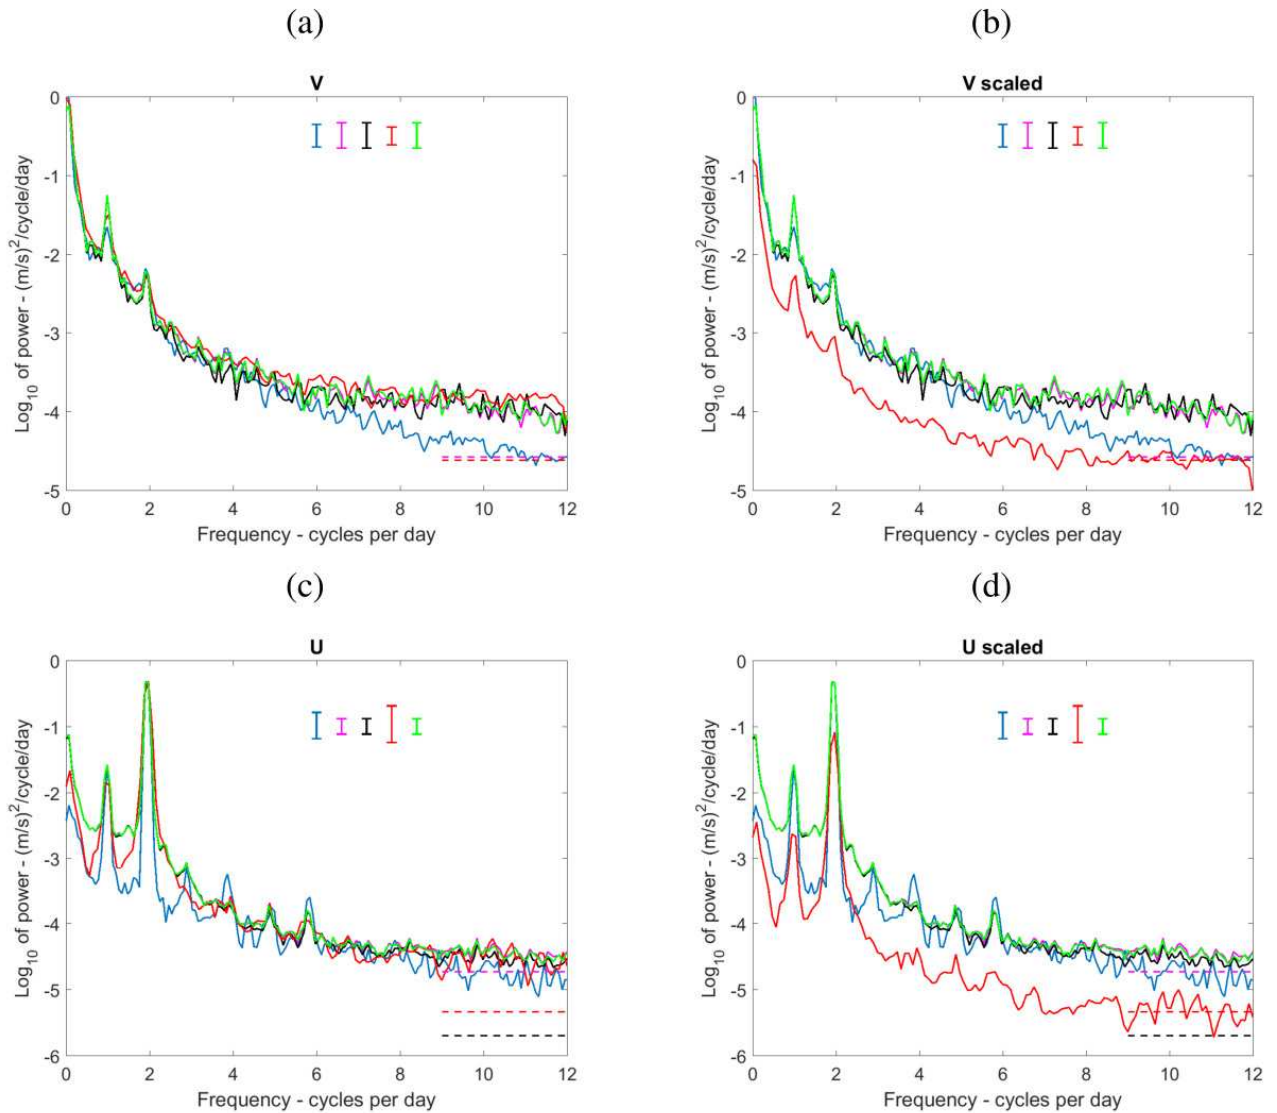 (a)
(b)
V
V scaled
0
-1
-2
-3
-4
-5
Log10 of power - (m/s)2/cycle/day
0 2 4 6 8 10 12
Frequency - cycles per day
0
-1
-2
-3
-4
-5
Log10 of power - (m/s)2/cycle/day
0 2 4 6 8 10 12
Frequency - cycles per day
(c)
(d)
U
U scaled
0
-1
-2
-3
-4
-5
-6
Log10 of power - (m/s)2/cycle/day
0 2 4 6 8 10 12
Frequency - cycles per day
0
-1
-2
-3
-4
-5
-6
Log10 of power - (m/s)2/cycle/day
0 2 4 6 8 10 12
Frequency - cycles per day